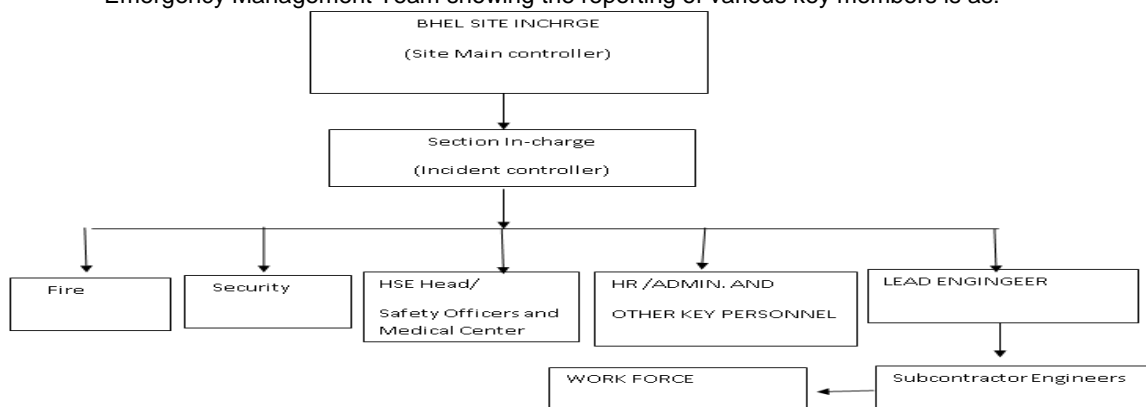 Emergency Management Team showing the reporting of various key members is as:
BHEL SITE INCHRGE
(Site Main controller)
Section In-charge
(Incident controller)
Fire
Security
HSE Head/
Safety Officers and
Medical Center
HR /ADMIN. AND
OTHER KEY PERSONNEL
LEAD ENGINGEER
Subcontractor Engineers
WORK FORCE